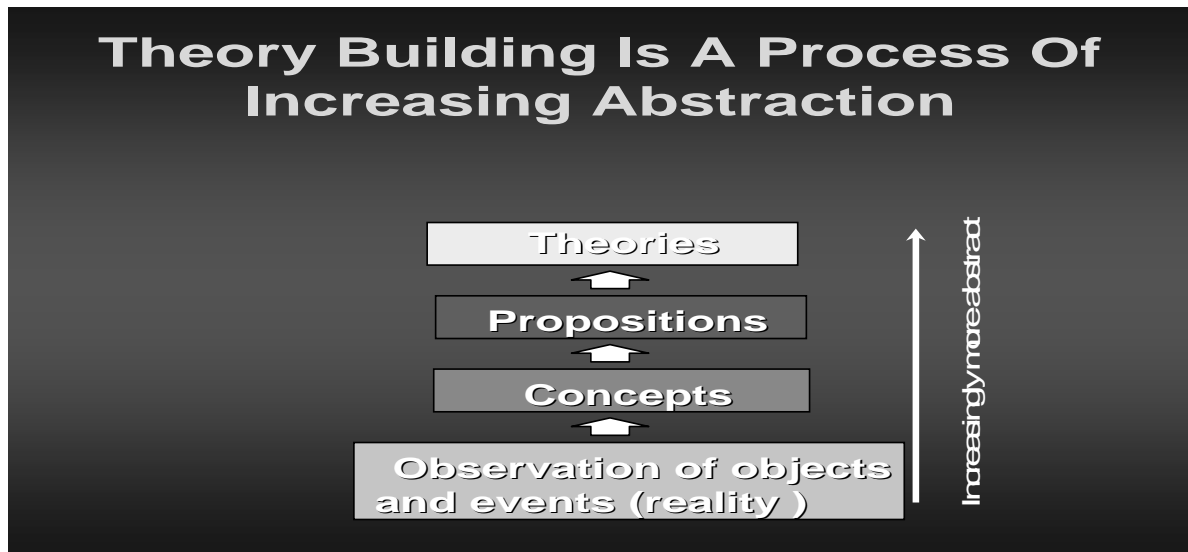 Theory Building Is A Process Of
Increasing Abstraction
Theories
Propositions
Concepts
Observation of objects
and events (reality )
Increasingly more abstract